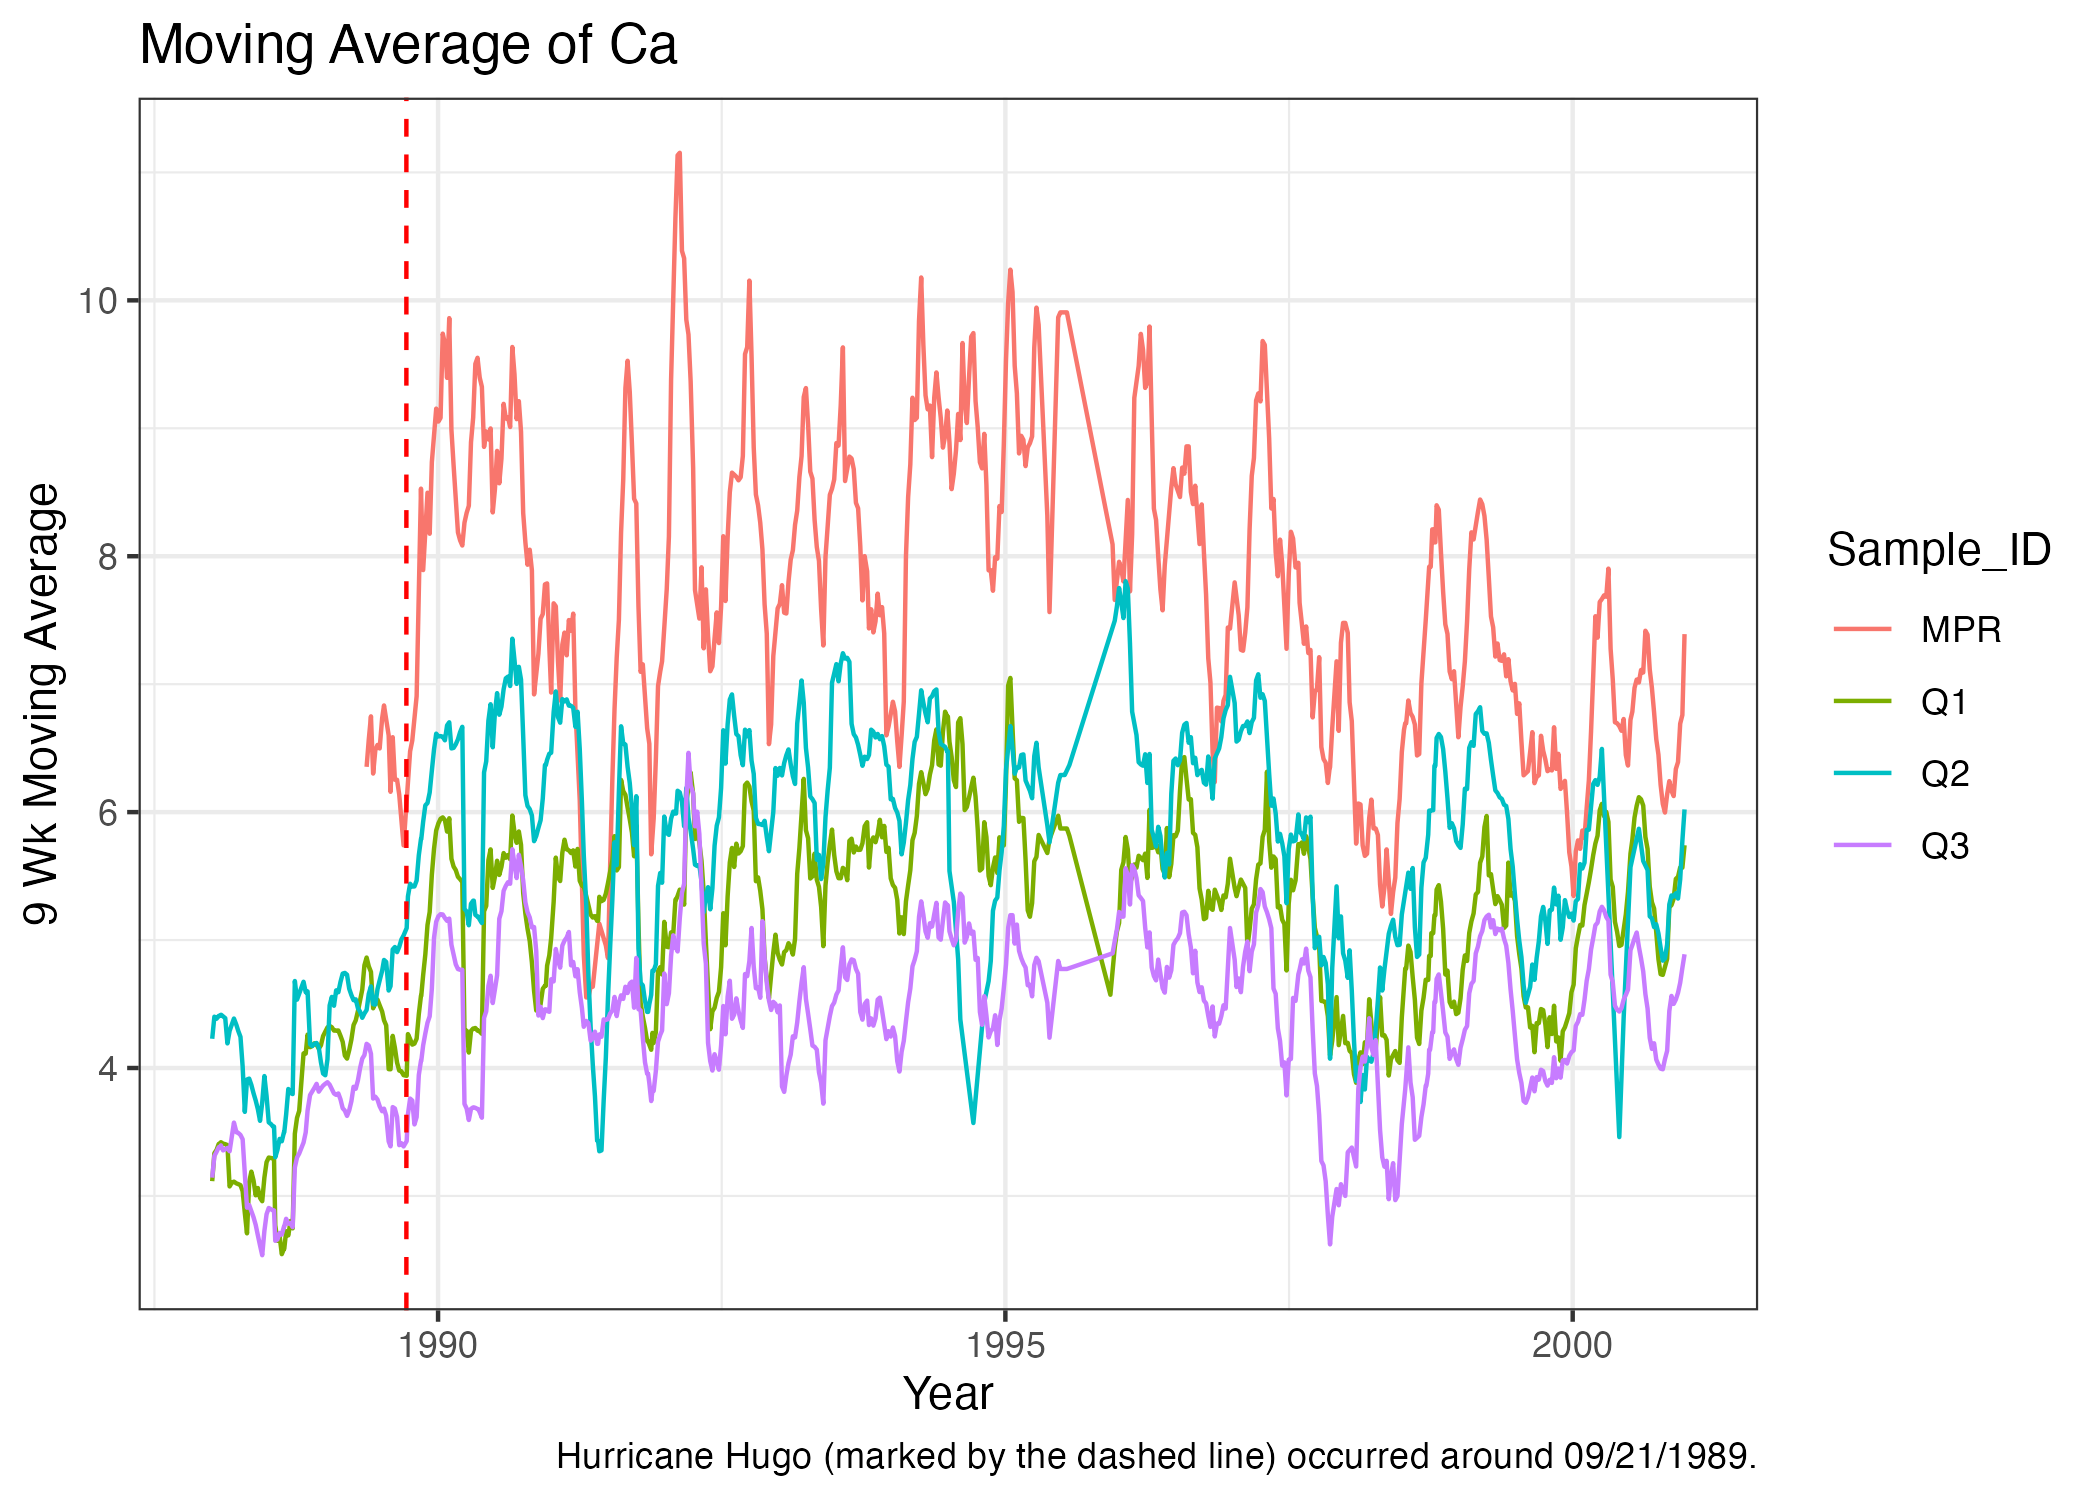 Moving Average of Ca
9 Wk Moving Average
10
8
6
4
1990
1995
2000
Year
Sample_ID
MPR
Q1
Q2
Q3
Hurricane Hugo (marked by the dashed line) occurred around 09/21/1989.